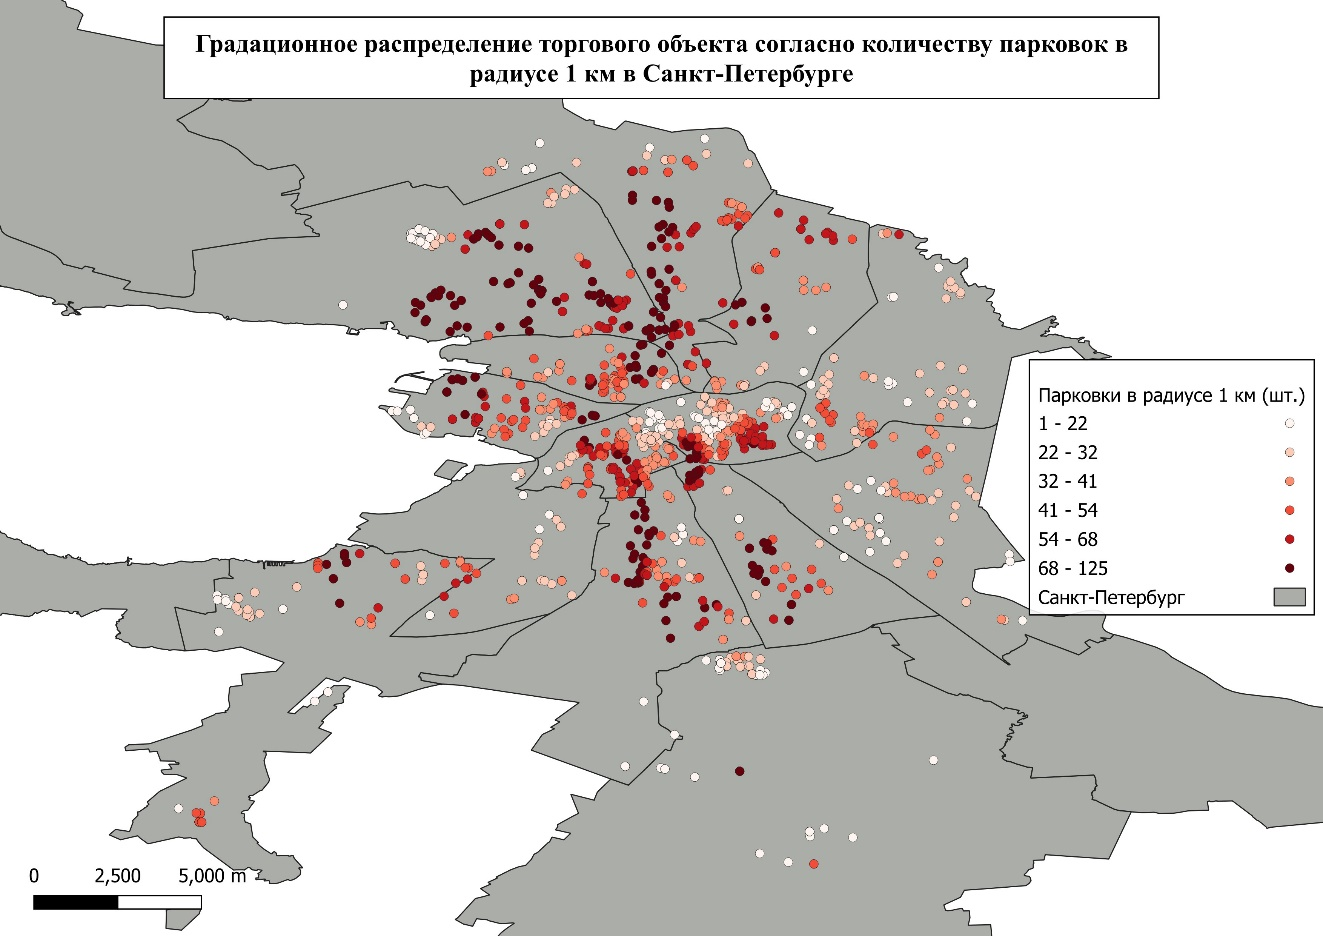 Градационное распределение торгового объекта согласно количеству парковок в
радиусе 1 км в Санкт-Петербурге
Парковки в радиусе 1 км (шт.)
1 - 22
22 - 32
32 - 41
41 - 54
54 - 68
68 - 125
Санкт-Петербург
0 2,500 5,000 m